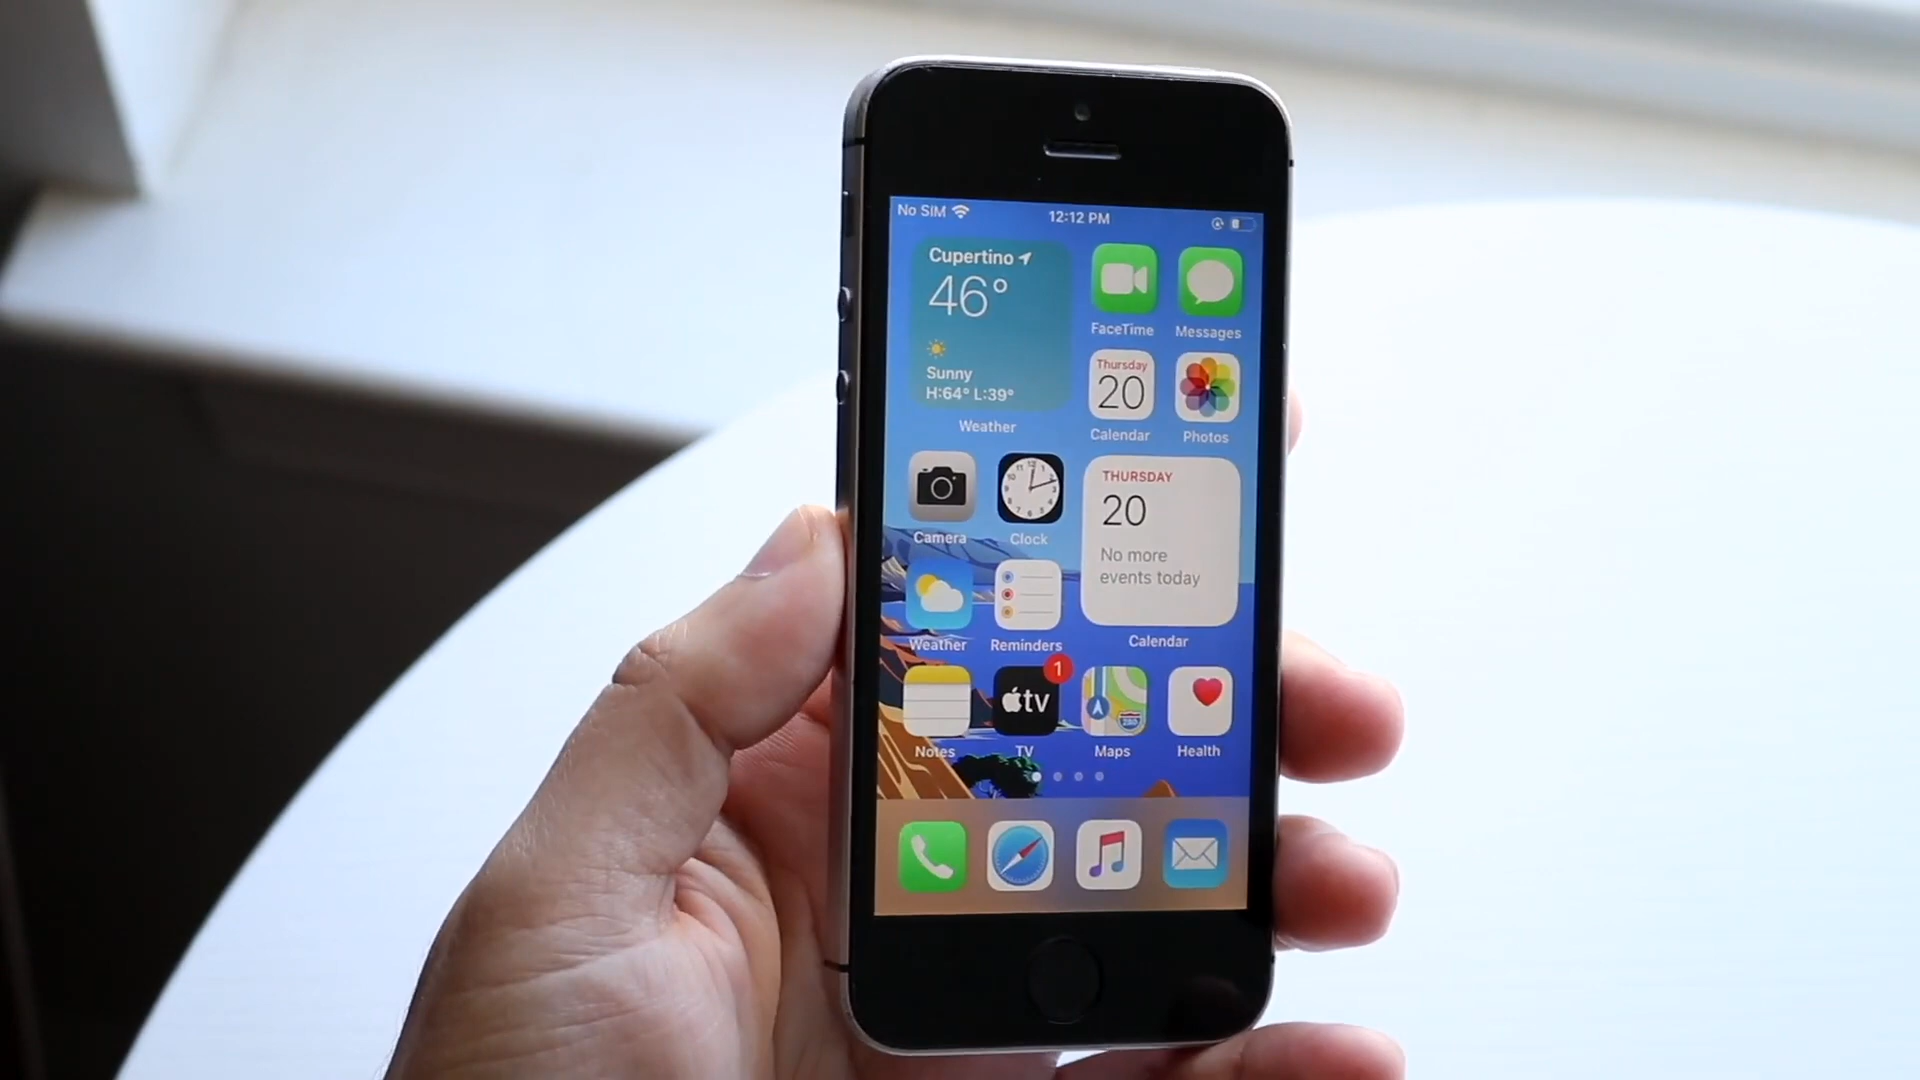 No SIM 12:12 PM
Cupertino
46°
Sunny
H:64° L:39°
Weather
FaceTime
Messages
Thursday
20
Calendar
Photos
Camera
Clock
THURSDAY
20
No more
events today
Calendar
Weather
Reminders
1
tv
280
Notes
TV
Maps
Health